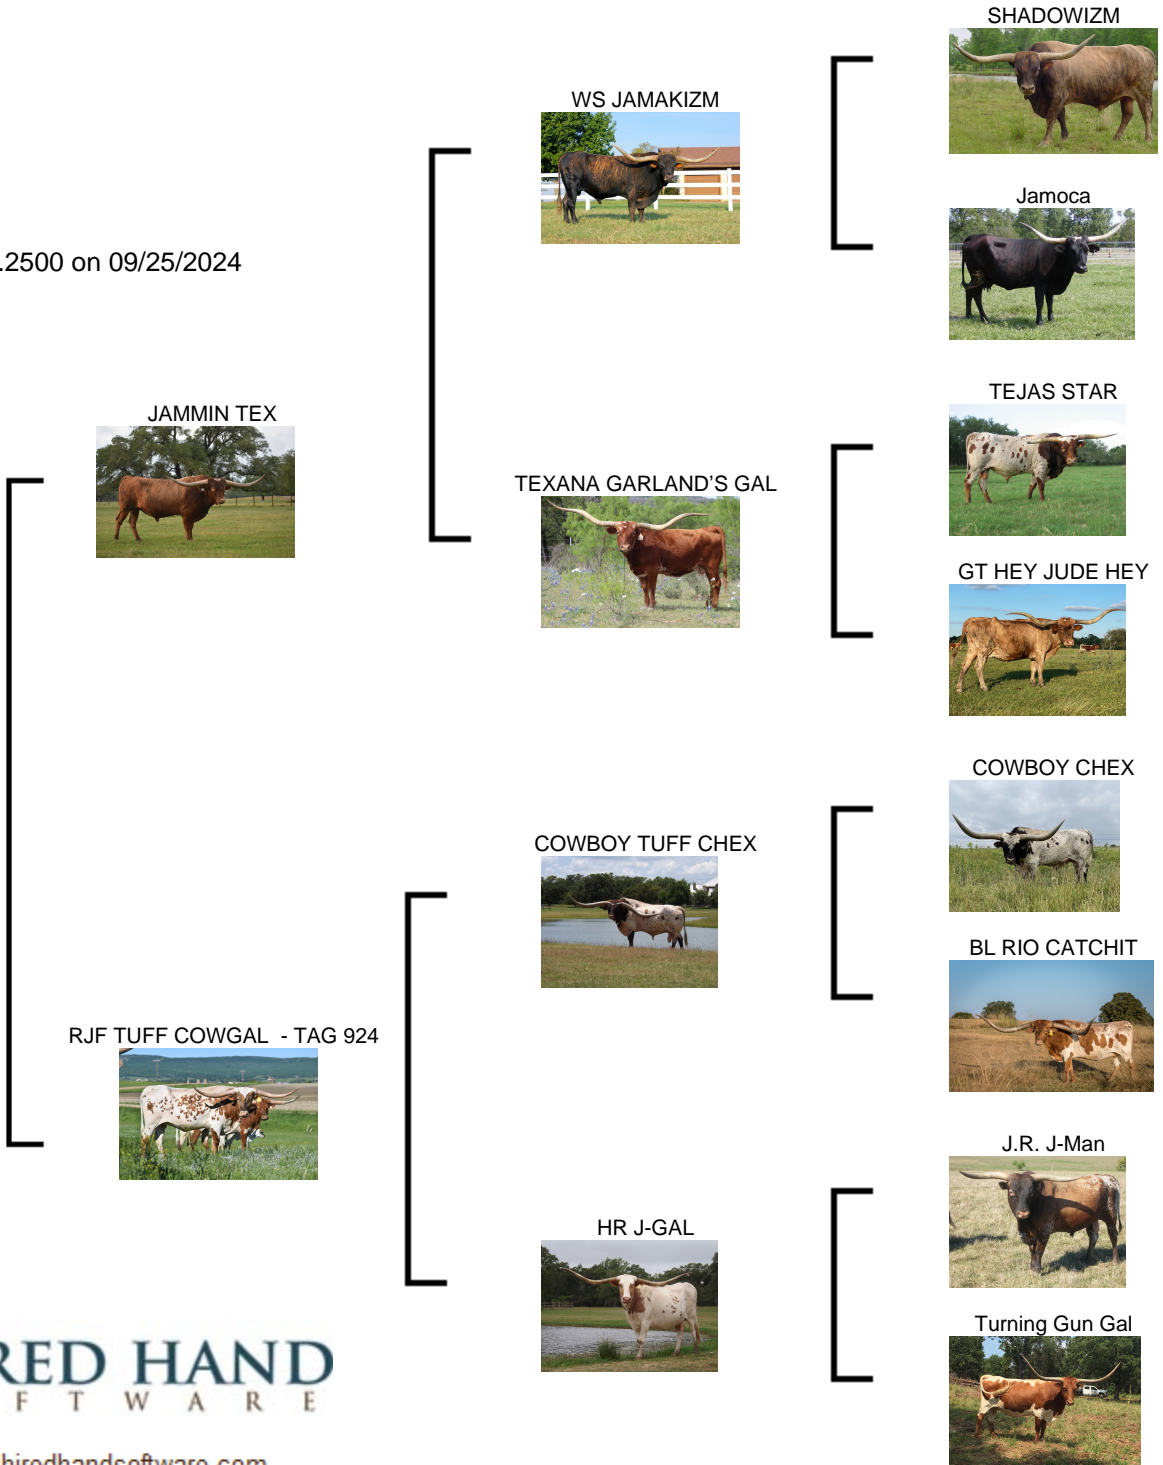 SHADOWIZM
WS JAMAKIZM
Jamoca
.2500 on 09/25/2024
TEJAS STAR
JAMMIN TEX
TEXANA GARLAND'S GAL
GT HEY JUDE HEY
COWBOY CHEX
COWBOY TUFF CHEX
BL RIO CATCHIT
RJF TUFF COWGAL - TAG 924
J.R. J-Man
HR J-GAL
Turning Gun Gal
RED HAND
F T W A R E
hiredhandsoftware.com